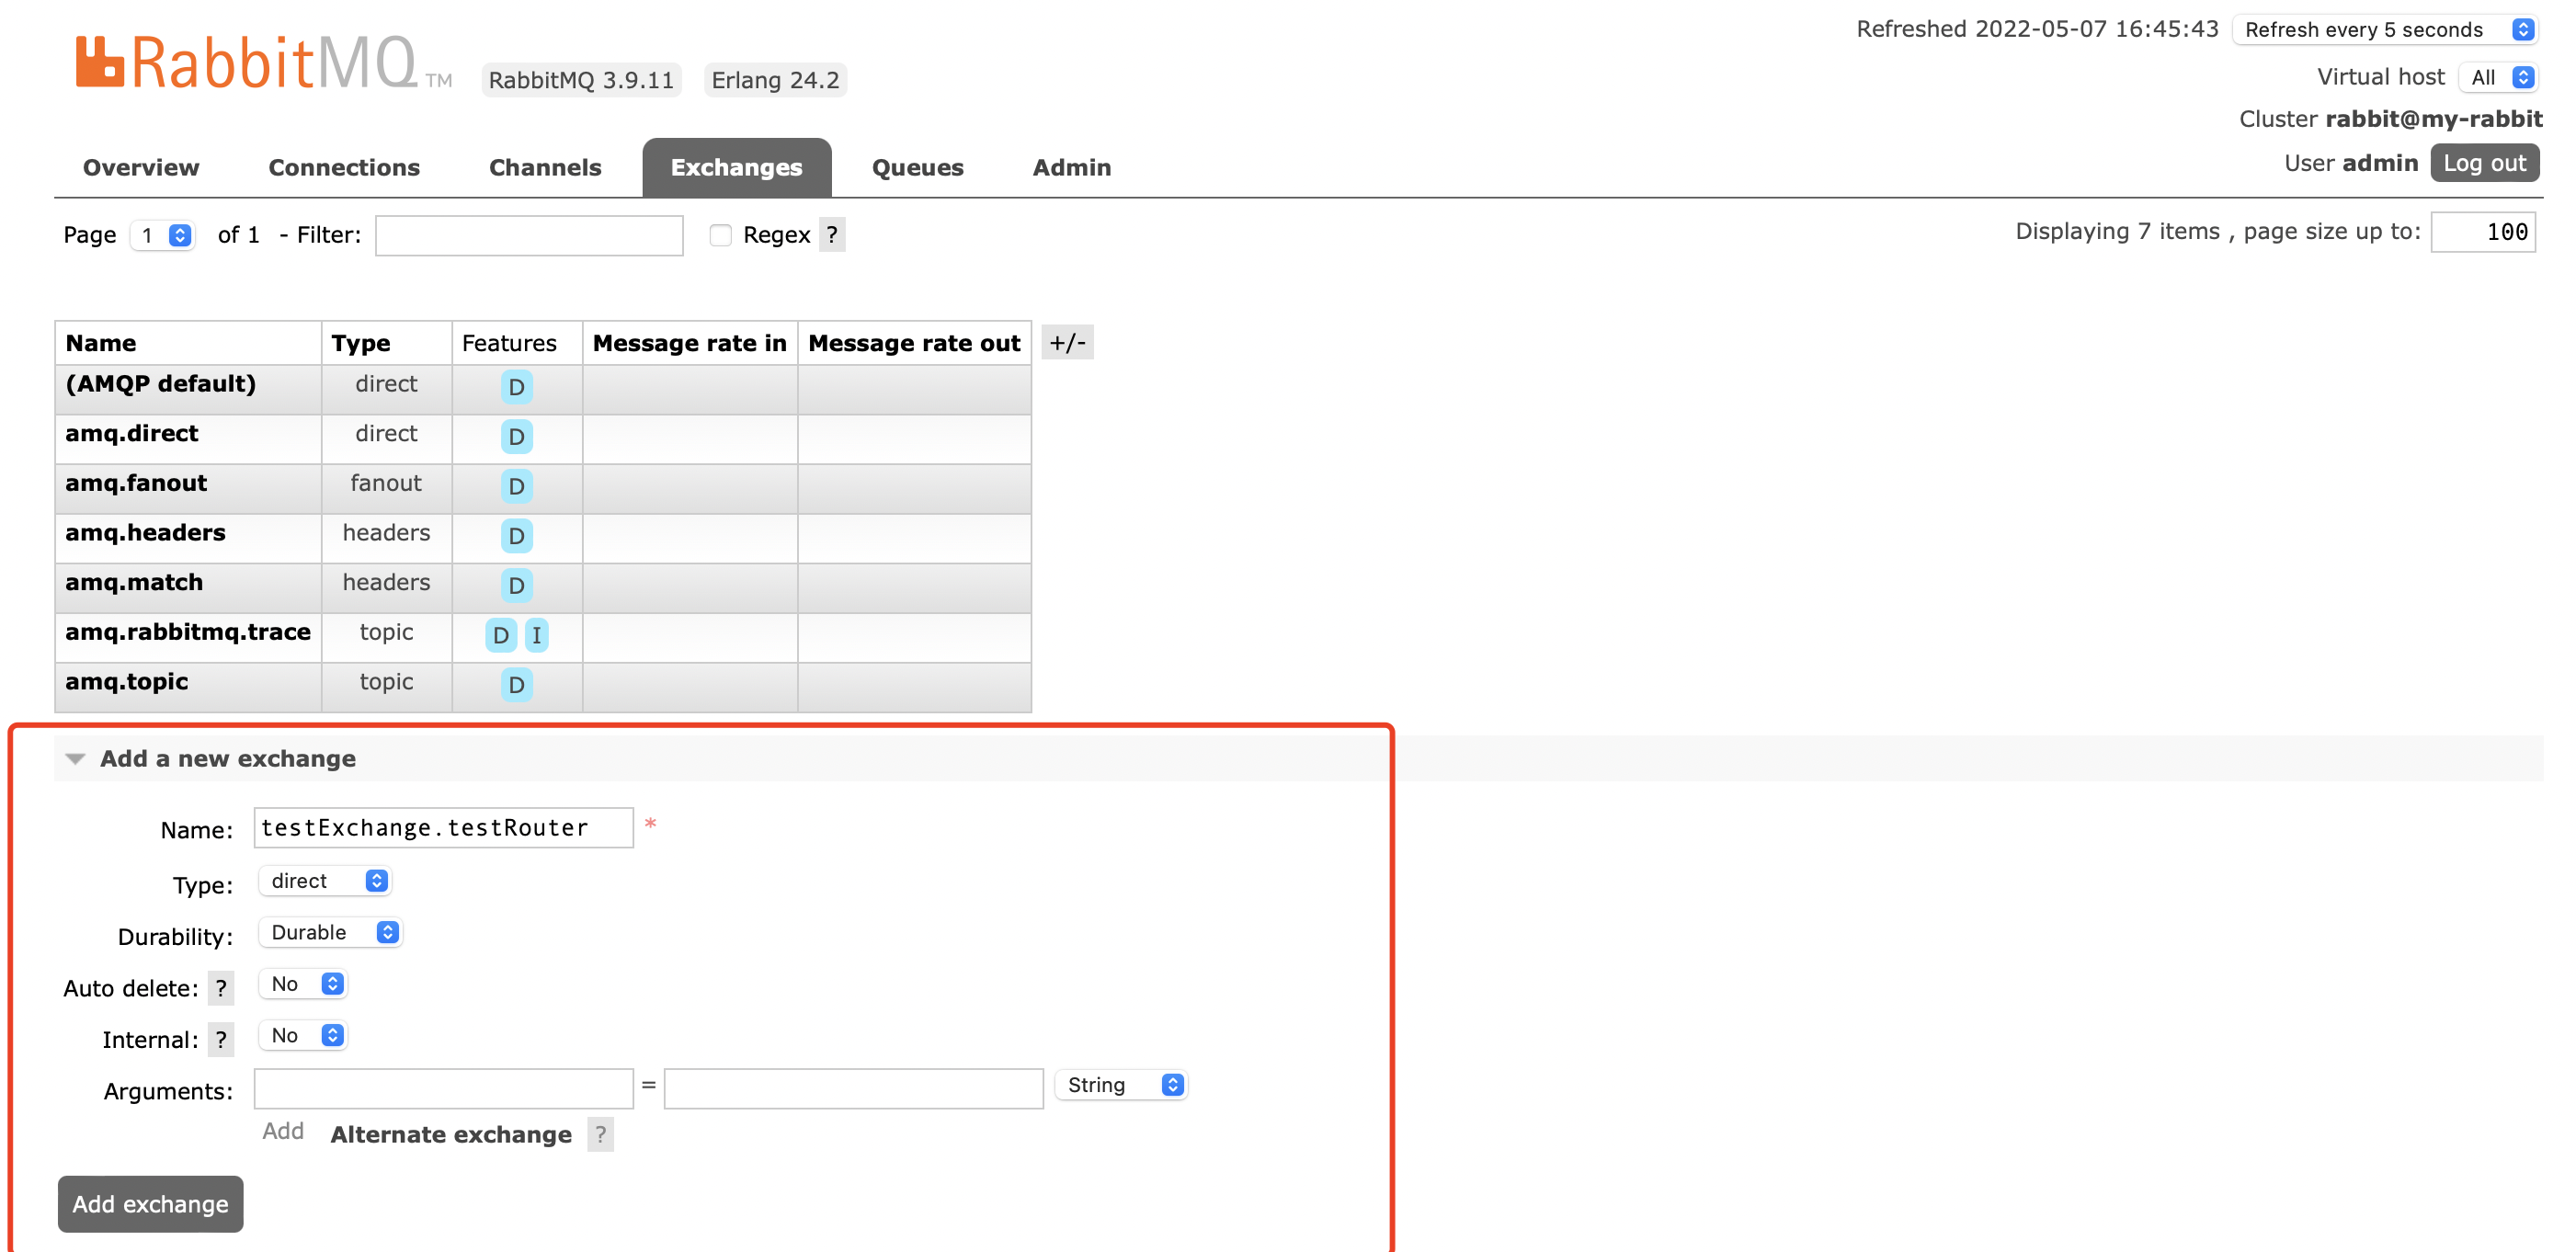 Refreshed 2022-05-07 16:45:43 Refresh every 5 seconds
RabbitMQ TM RabbitMQ 3.9.11 Erlang 24.2
Virtual host All
Cluster rabbit@my-rabbit
User admin Log out
Overview Connections Channels Exchanges Queues Admin
Page 1 of 1 - Filter: Regex ? Displaying 7 items , page size up to: 100
Name Type Features Message rate in Message rate out +/-
(AMQP default) direct D
amq.direct direct D
amq.fanout fanout D
amq.headers headers D
amq.match headers D
amq.rabbitmq.trace topic D I
amq.topic topic D
Add a new exchange
Name: testExchange.testRouter *
Type: direct
Durability: Durable
Auto delete: ? No
Internal: ? No
Arguments: = String
Add Alternate exchange ?
Add exchange